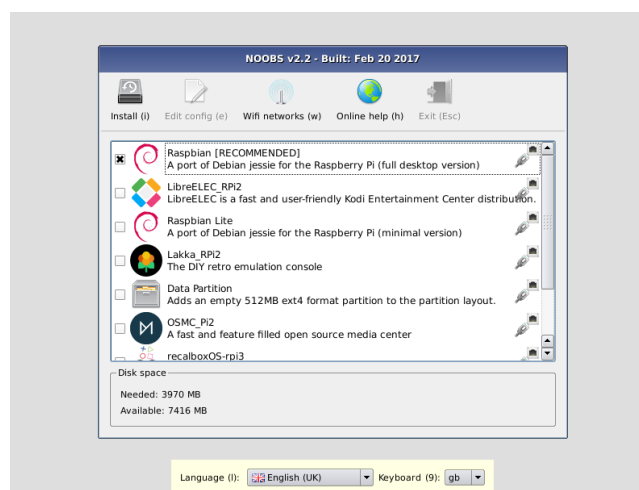 NOOBS v2.2 - Built: Feb 20 2017
Install (i) Edit config (e) Wifi networks (w) Online help (h) Exit (Esc)
Raspbian [RECOMMENDED]
A port of Debian jessie for the Raspberry Pi (full desktop version)
LibreELEC_RPi2
LibreELEC is a fast and user-friendly Kodi Entertainment Center distribution.
Raspbian Lite
A port of Debian jessie for the Raspberry Pi (minimal version)
Lakka_RPi2
The DIY retro emulation console
Data Partition
Adds an empty 512MB ext4 format partition to the partition layout.
OSMC_Pi2
A fast and feature filled open source media center
recalboxOS-rpi3
Disk space
Needed: 3970 MB
Available: 7416 MB
Language (l): English (UK) Keyboard (9): gb